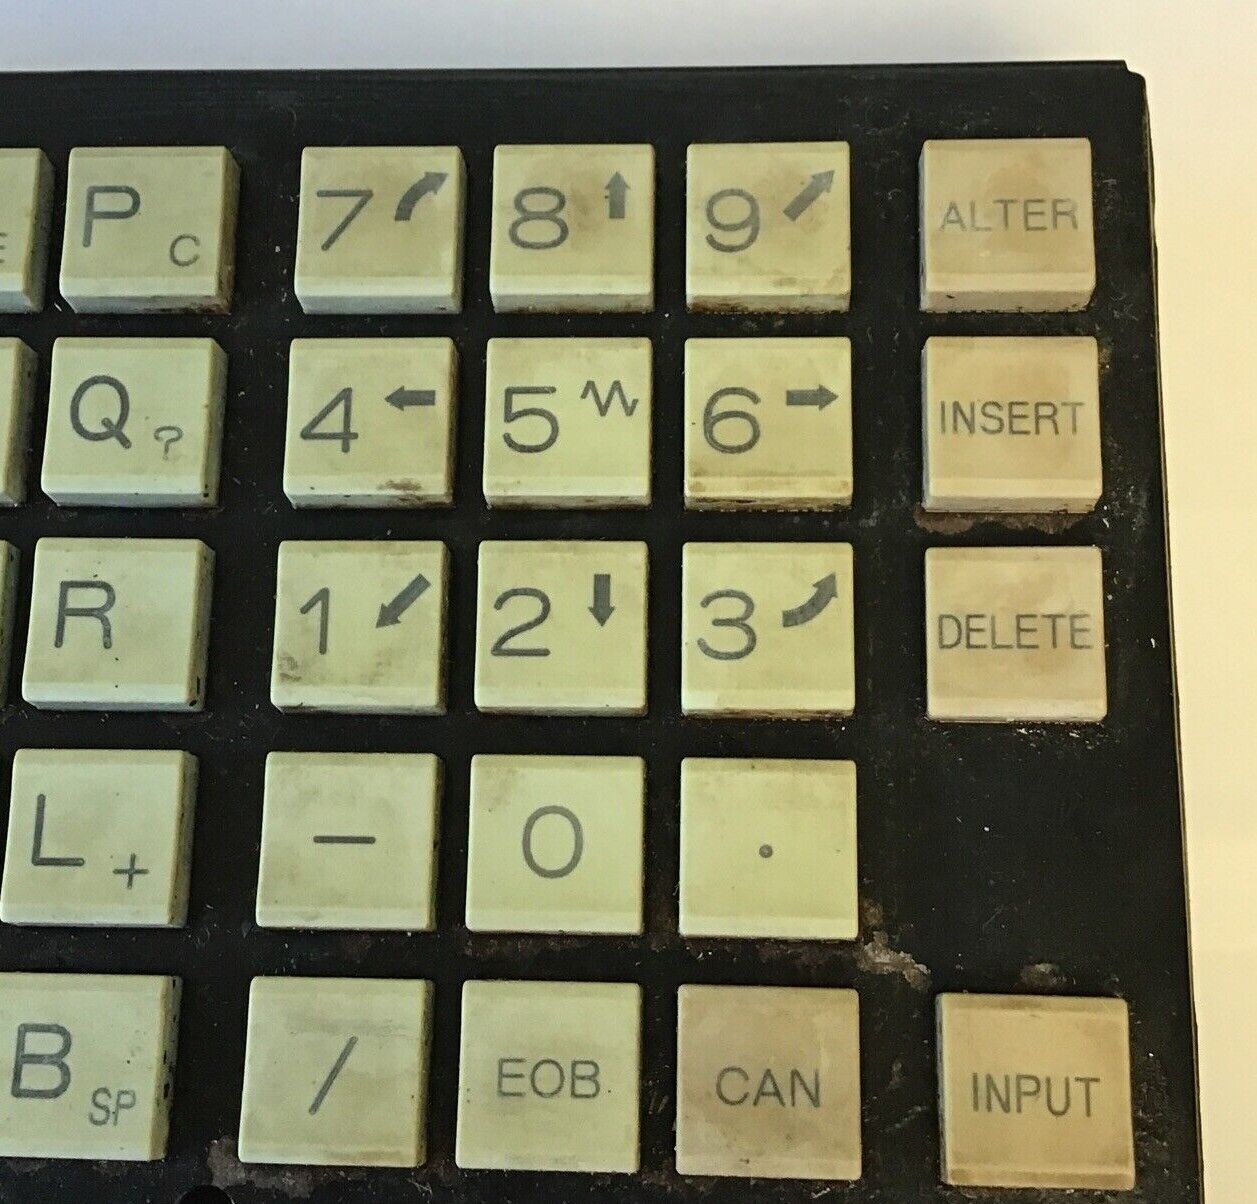 P C 7 8 9 ALTER
Q ? 4 5 6 INSERT
R 1 2 3 DELETE
L + - 0 .
B SP / EOB CAN INPUT